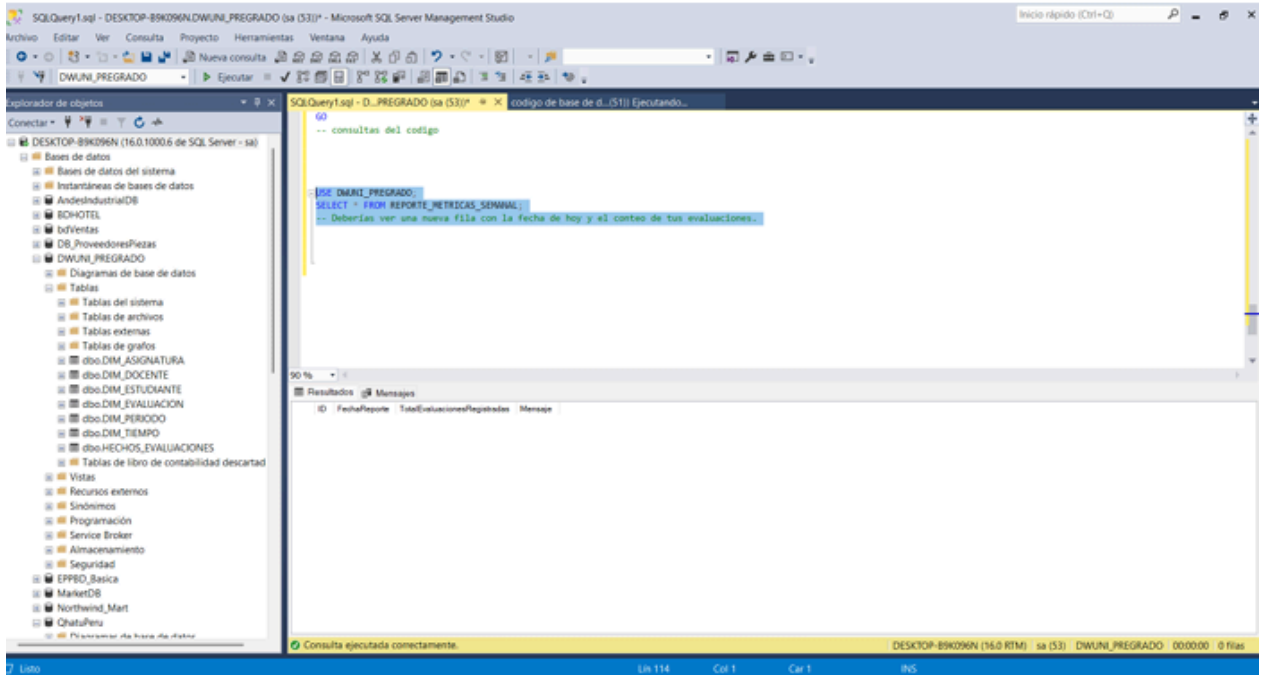 SQLQuery1.sql - DESKTOP-B9K096N.DWUNI_PREGRADO (sa (53))* - Microsoft SQL Server Management Studio
Inicio rápido (Ctrl+Q)
Archivo Editar Ver Consulta Proyecto Herramientas Ventana Ayuda
Nueva consulta
DWUNI_PREGRADO Ejecutar
Explorador de objetos
SQLQuery1.sql - D...PREGRADO (sa (53))* codigo de base de d...(51)) Ejecutando...
Conectar
DESKTOP-B9K096N (16.0.1000.6 de SQL Server - sa)
Bases de datos
Bases de datos del sistema
Instantáneas de bases de datos
AndesIndustrialDB
BDHOTEL
bdVentas
DB_ProveedoresPiezas
DWUNI_PREGRADO
Diagramas de base de datos
Tablas
Tablas del sistema
Tablas de archivos
Tablas externas
Tablas de grafos
dbo.DIM_ASIGNATURA
dbo.DIM_DOCENTE
dbo.DIM_ESTUDIANTE
dbo.DIM_EVALUACION
dbo.DIM_PERIODO
dbo.DIM_TIEMPO
dbo.HECHOS_EVALUACIONES
Tablas de libro de contabilidad descartad
Vistas
Recursos externos
Sinónimos
Programación
Service Broker
Almacenamiento
Seguridad
EPPBD_Basica
MarketDB
Northwind_Mart
QhatuPeru
Diagramas de base de datos
GO
-- consultas del codigo
USE DWUNI_PREGRADO;
SELECT * FROM REPORTE_METRICAS_SEMANAL;
-- Deberías ver una nueva fila con la fecha de hoy y el conteo de tus evaluaciones.
90 %
Resultados Mensajes
ID FechaReporte TotalEvaluacionesRegistradas Mensaje
Consulta ejecutada correctamente.
DESKTOP-B9K096N (16.0 RTM) sa (53) DWUNI_PREGRADO 00:00:00 0 filas
Listo Lín 114 Col 1 Car 1 INS